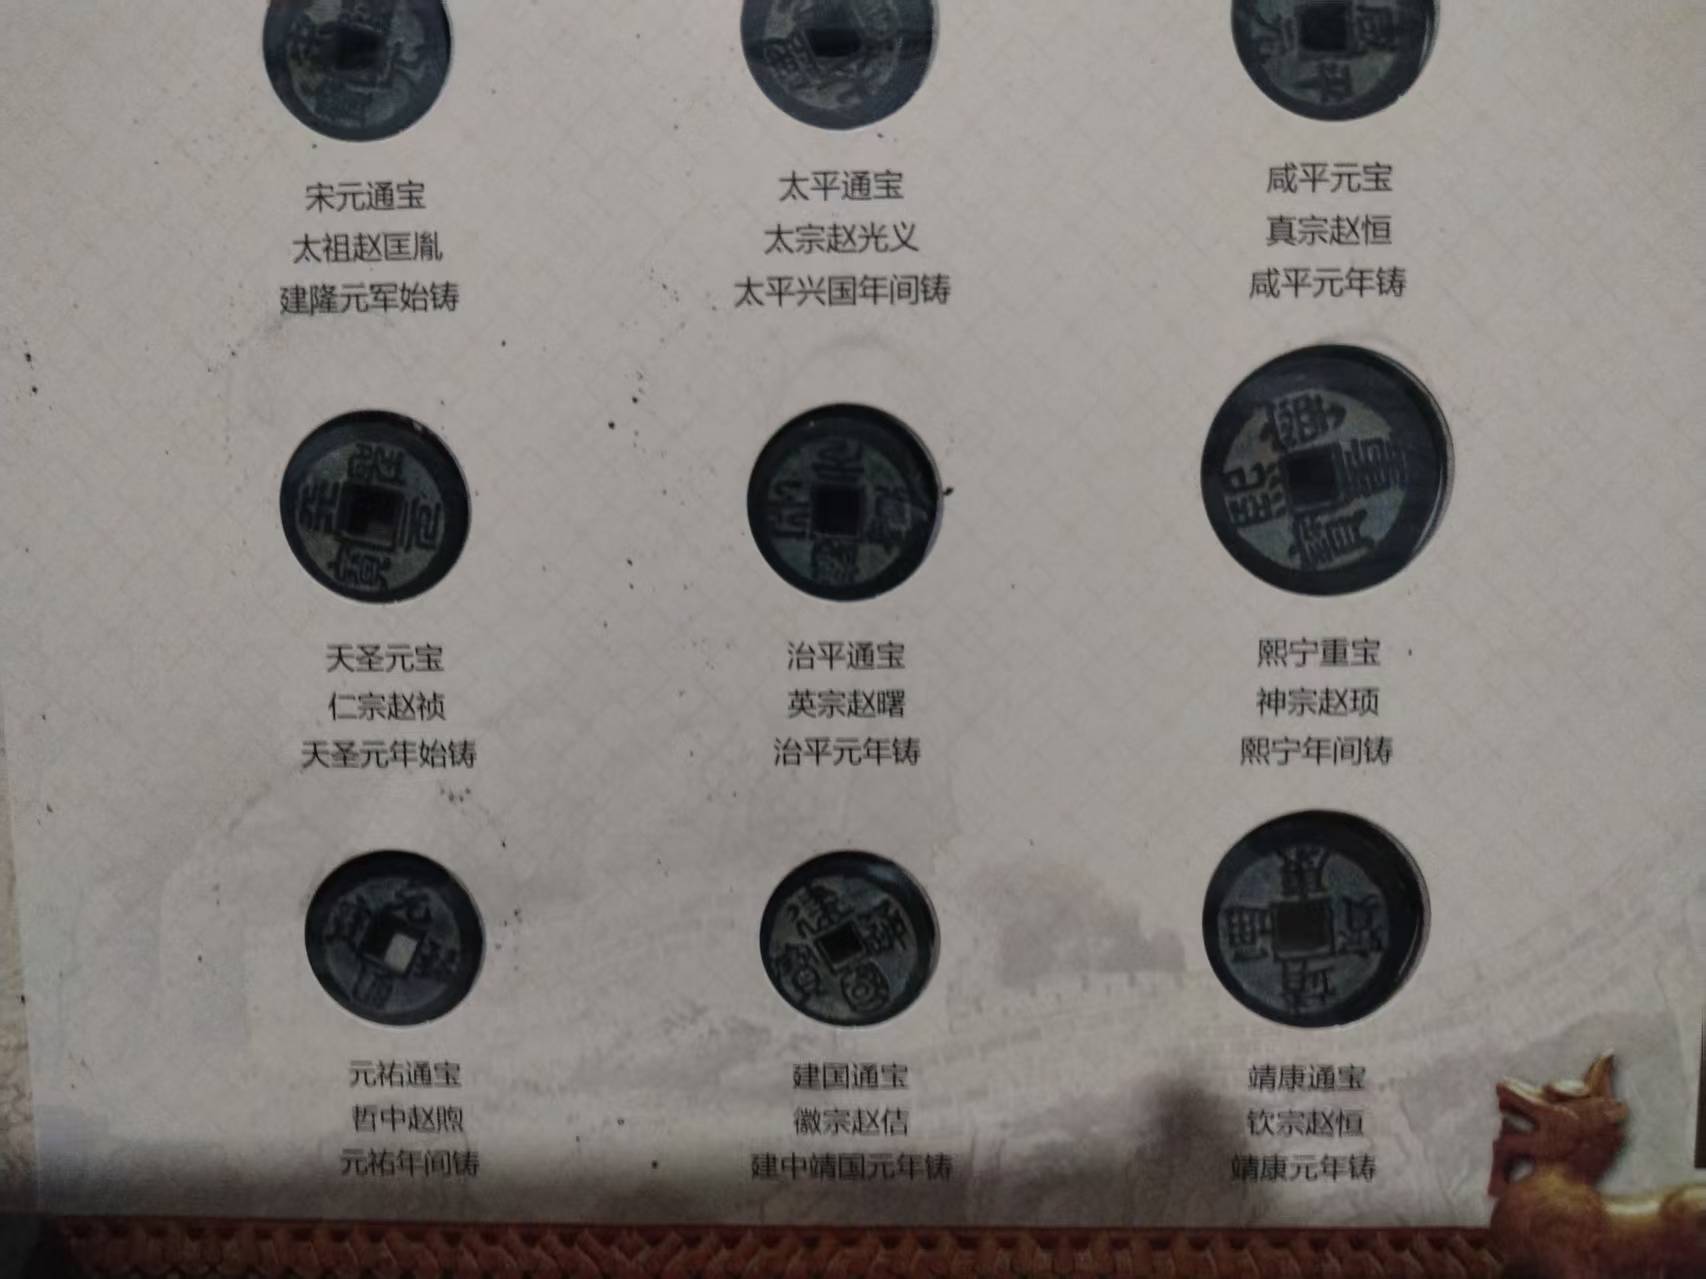 宋元通宝
太祖赵匡胤
建隆元军始铸
太平通宝
太宗赵光义
太平兴国年间铸
咸平元宝
真宗赵恒
咸平元年铸
天圣元宝
仁宗赵祯
天圣元年始铸
治平通宝
英宗赵曙
治平元年铸
熙宁重宝
神宗赵顼
熙宁年间铸
元祐通宝
哲中赵煦
元祐年间铸
建国通宝
徽宗赵佶
建中靖国元年铸
靖康通宝
钦宗赵恒
靖康元年铸